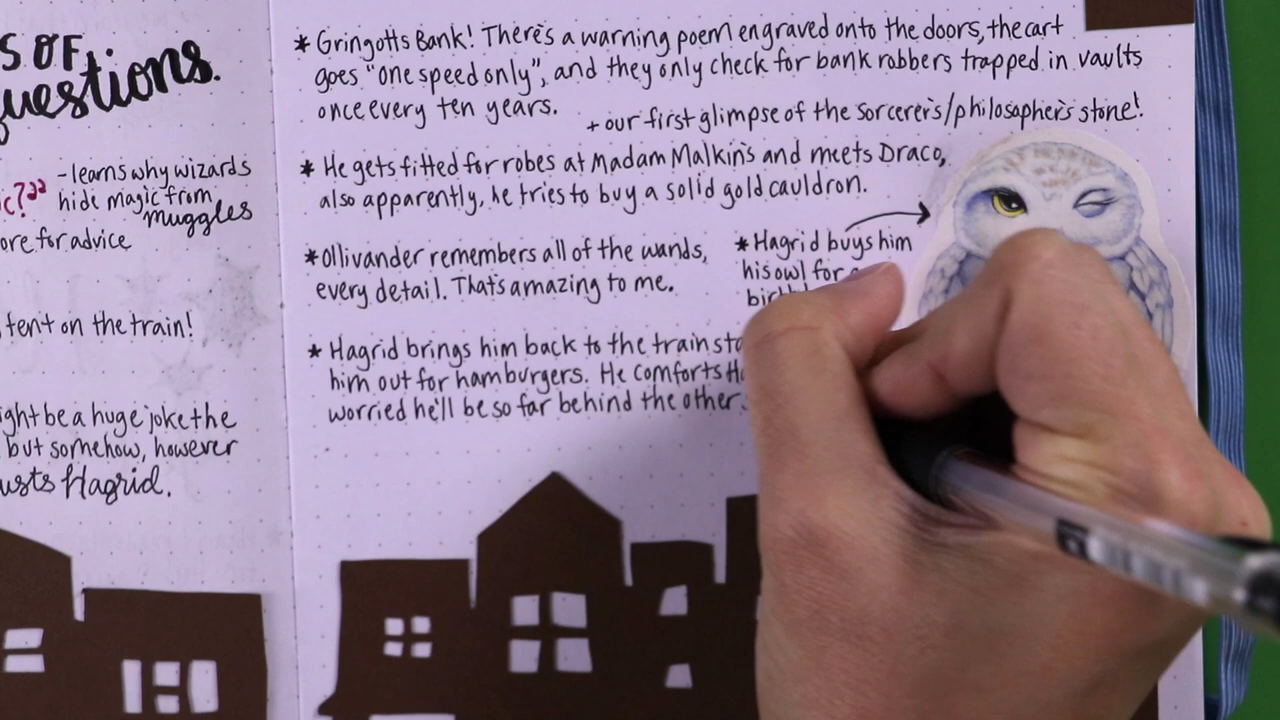 s of
questions.
-learns why wizards
hide magic from
muggles
ore for advice
tent on the train!
ght be a huge joke the
but somehow, however
usts Hagrid.
* Gringotts Bank! There's a warning poem engraved onto the doors, the cart
goes "one speed only", and they only check for bank robbers trapped in vaults
once every ten years.
+ our first glimpse of the sorcerer's/philosopher's stone!
* He gets fitted for robes at Madam Malkin's and meets Draco,
also apparently, he tries to buy a solid gold cauldron.
*Ollivander remembers all of the wands,
every detail. That's amazing to me.
*Hagrid buys him
his owl for
* Hagrid brings him back to the train
him out for hamburgers. He comforts
worried he'll be so far behind the other